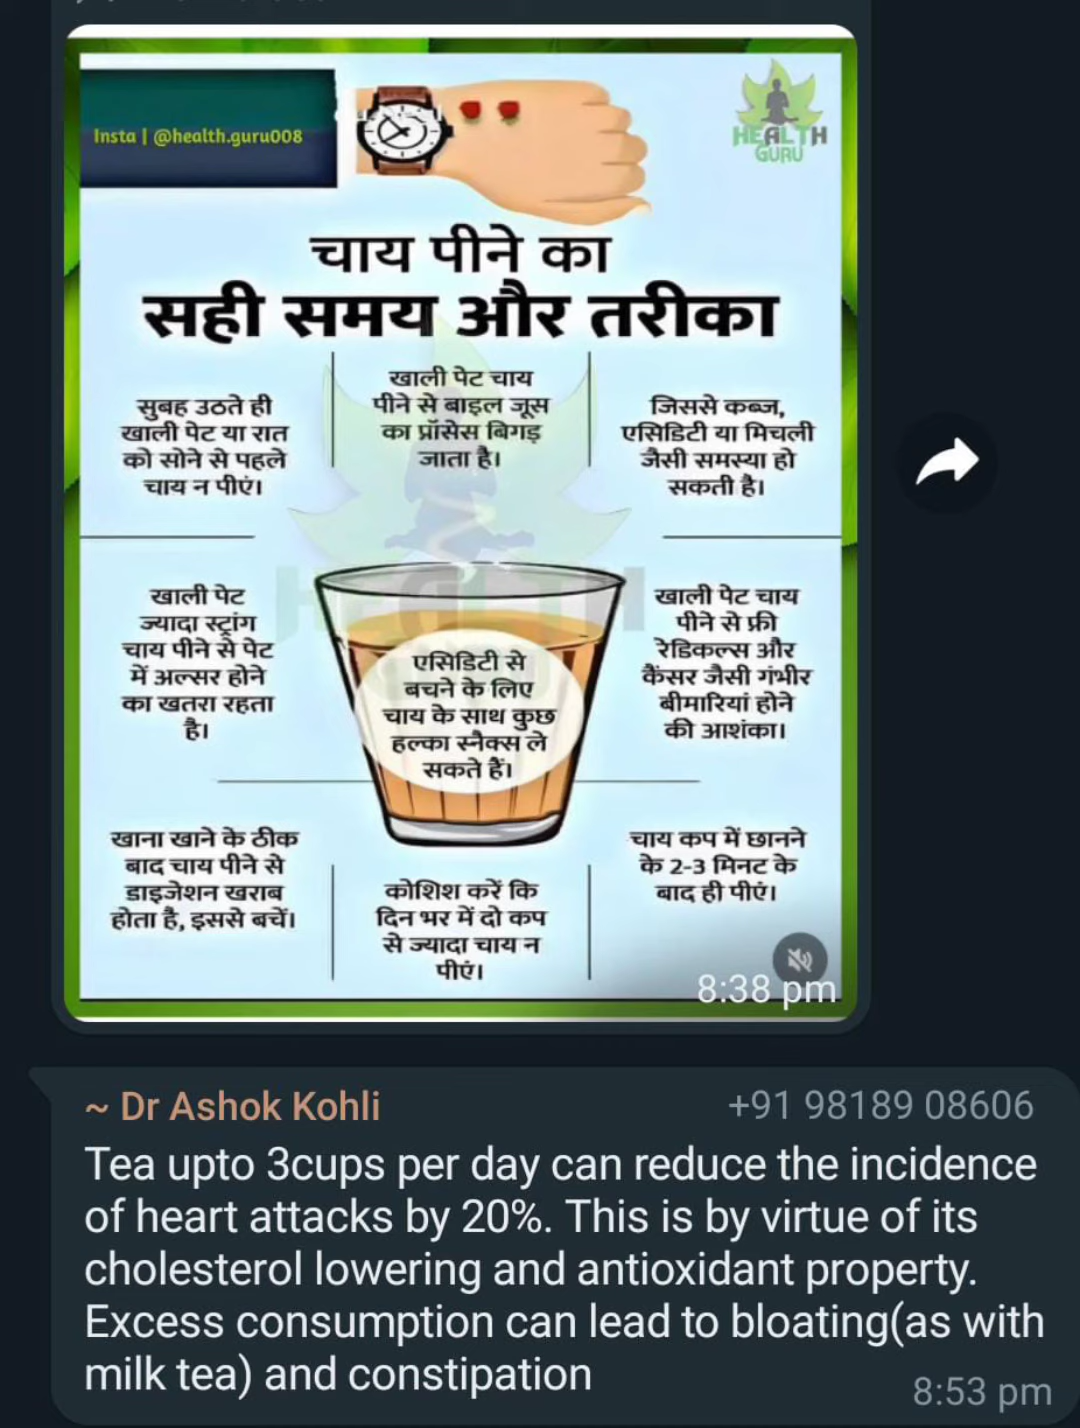 Insta | @health.guru008
HEALTH
GURU
चाय पीने का
सही समय और तरीका
सुबह उठते ही
खाली पेट या रात
को सोने से पहले
चाय न पीएं।
खाली पेट चाय
पीने से बाइल जूस
का प्रॉसेस बिगड़
जाता है।
जिससे कब्ज,
एसिडिटी या मिचली
जैसी समस्या हो
सकती है।
खाली पेट
ज्यादा स्ट्रांग
चाय पीने से पेट
में अल्सर होने
का खतरा रहता
है।
एसिडिटी से
बचने के लिए
चाय के साथ कुछ
हल्का स्नैक्स ले
सकते हैं।
खाली पेट चाय
पीने से फ्री
रेडिकल्स और
कैंसर जैसी गंभीर
बीमारियां होने
की आशंका।
खाना खाने के ठीक
बाद चाय पीने से
डाइजेशन खराब
होता है, इससे बचें।
कोशिश करें कि
दिन भर में दो कप
से ज्यादा चाय न
पीएं।
चाय कप में छानने
के 2-3 मिनट के
बाद ही पीएं।
8:38 pm
~ Dr Ashok Kohli +91 98189 08606
Tea upto 3cups per day can reduce the incidence
of heart attacks by 20%. This is by virtue of its
cholesterol lowering and antioxidant property.
Excess consumption can lead to bloating(as with
milk tea) and constipation
8:53 pm